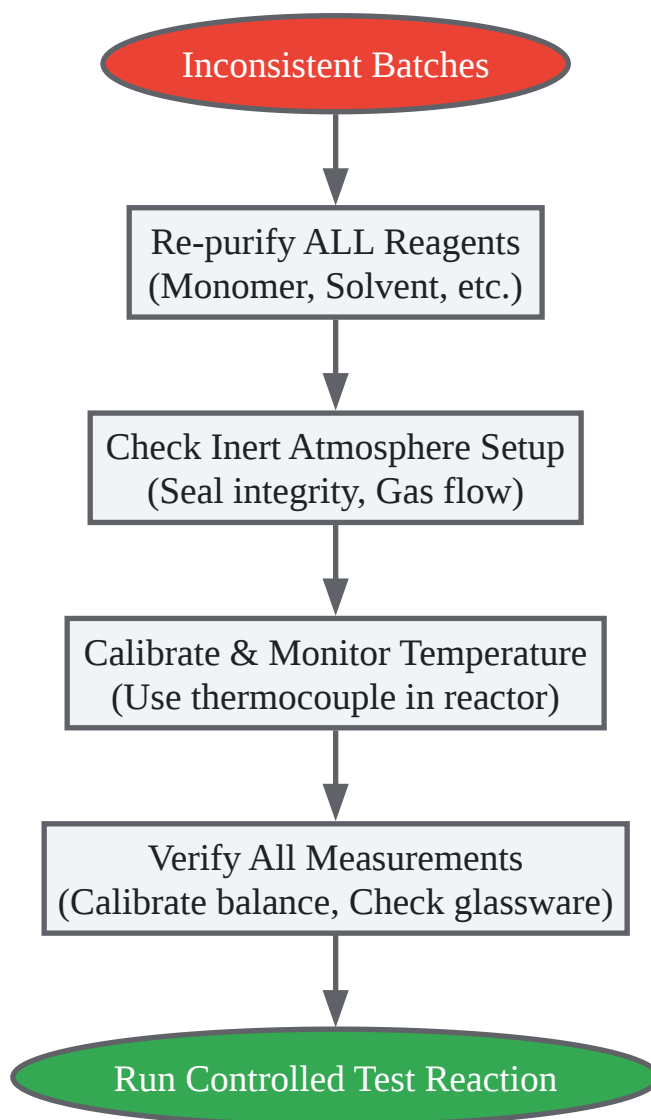 Inconsistent Batches
Re-purify ALL Reagents
(Monomer, Solvent, etc.)
Check Inert Atmosphere Setup
(Seal integrity, Gas flow)
Calibrate & Monitor Temperature
(Use thermocouple in reactor)
Verify All Measurements
(Calibrate balance, Check glassware)
Run Controlled Test Reaction